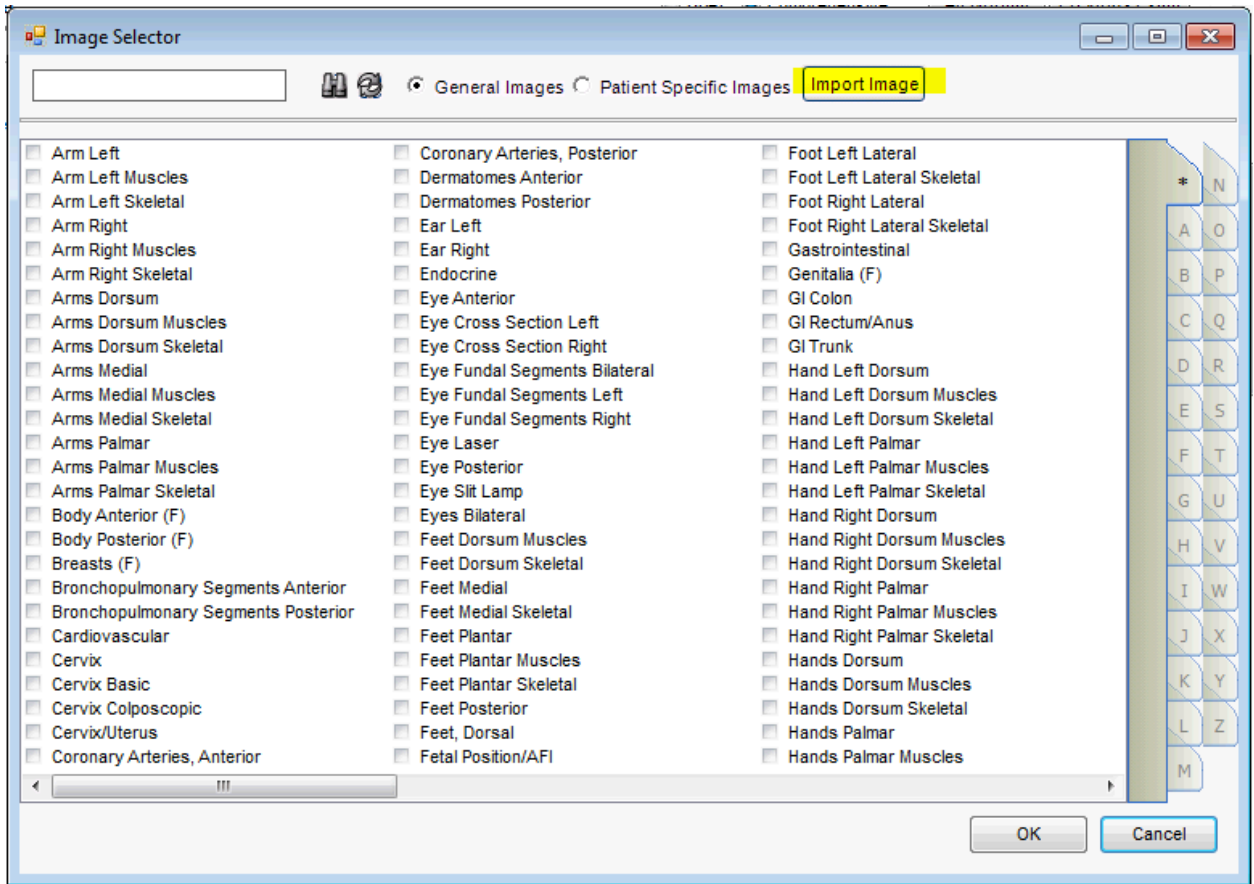 Image Selector
General Images Patient Specific Images Import Image
Arm Left
Arm Left Muscles
Arm Left Skeletal
Arm Right
Arm Right Muscles
Arm Right Skeletal
Arms Dorsum
Arms Dorsum Muscles
Arms Dorsum Skeletal
Arms Medial
Arms Medial Muscles
Arms Medial Skeletal
Arms Palmar
Arms Palmar Muscles
Arms Palmar Skeletal
Body Anterior (F)
Body Posterior (F)
Breasts (F)
Bronchopulmonary Segments Anterior
Bronchopulmonary Segments Posterior
Cardiovascular
Cervix
Cervix Basic
Cervix Colposcopic
Cervix/Uterus
Coronary Arteries, Anterior
Coronary Arteries, Posterior
Dermatomes Anterior
Dermatomes Posterior
Ear Left
Ear Right
Endocrine
Eye Anterior
Eye Cross Section Left
Eye Cross Section Right
Eye Fundal Segments Bilateral
Eye Fundal Segments Left
Eye Fundal Segments Right
Eye Laser
Eye Posterior
Eye Slit Lamp
Eyes Bilateral
Feet Dorsum Muscles
Feet Dorsum Skeletal
Feet Medial
Feet Medial Skeletal
Feet Plantar
Feet Plantar Muscles
Feet Plantar Skeletal
Feet Posterior
Feet, Dorsal
Fetal Position/AFI
Foot Left Lateral
Foot Left Lateral Skeletal
Foot Right Lateral
Foot Right Lateral Skeletal
Gastrointestinal
Genitalia (F)
GI Colon
GI Rectum/Anus
GI Trunk
Hand Left Dorsum
Hand Left Dorsum Muscles
Hand Left Dorsum Skeletal
Hand Left Palmar
Hand Left Palmar Muscles
Hand Left Palmar Skeletal
Hand Right Dorsum
Hand Right Dorsum Muscles
Hand Right Dorsum Skeletal
Hand Right Palmar
Hand Right Palmar Muscles
Hand Right Palmar Skeletal
Hands Dorsum
Hands Dorsum Muscles
Hands Dorsum Skeletal
Hands Palmar
Hands Palmar Muscles
*
A
B
C
D
E
F
G
H
I
J
K
L
M
N
O
P
Q
R
S
T
U
V
W
X
Y
Z
OK Cancel